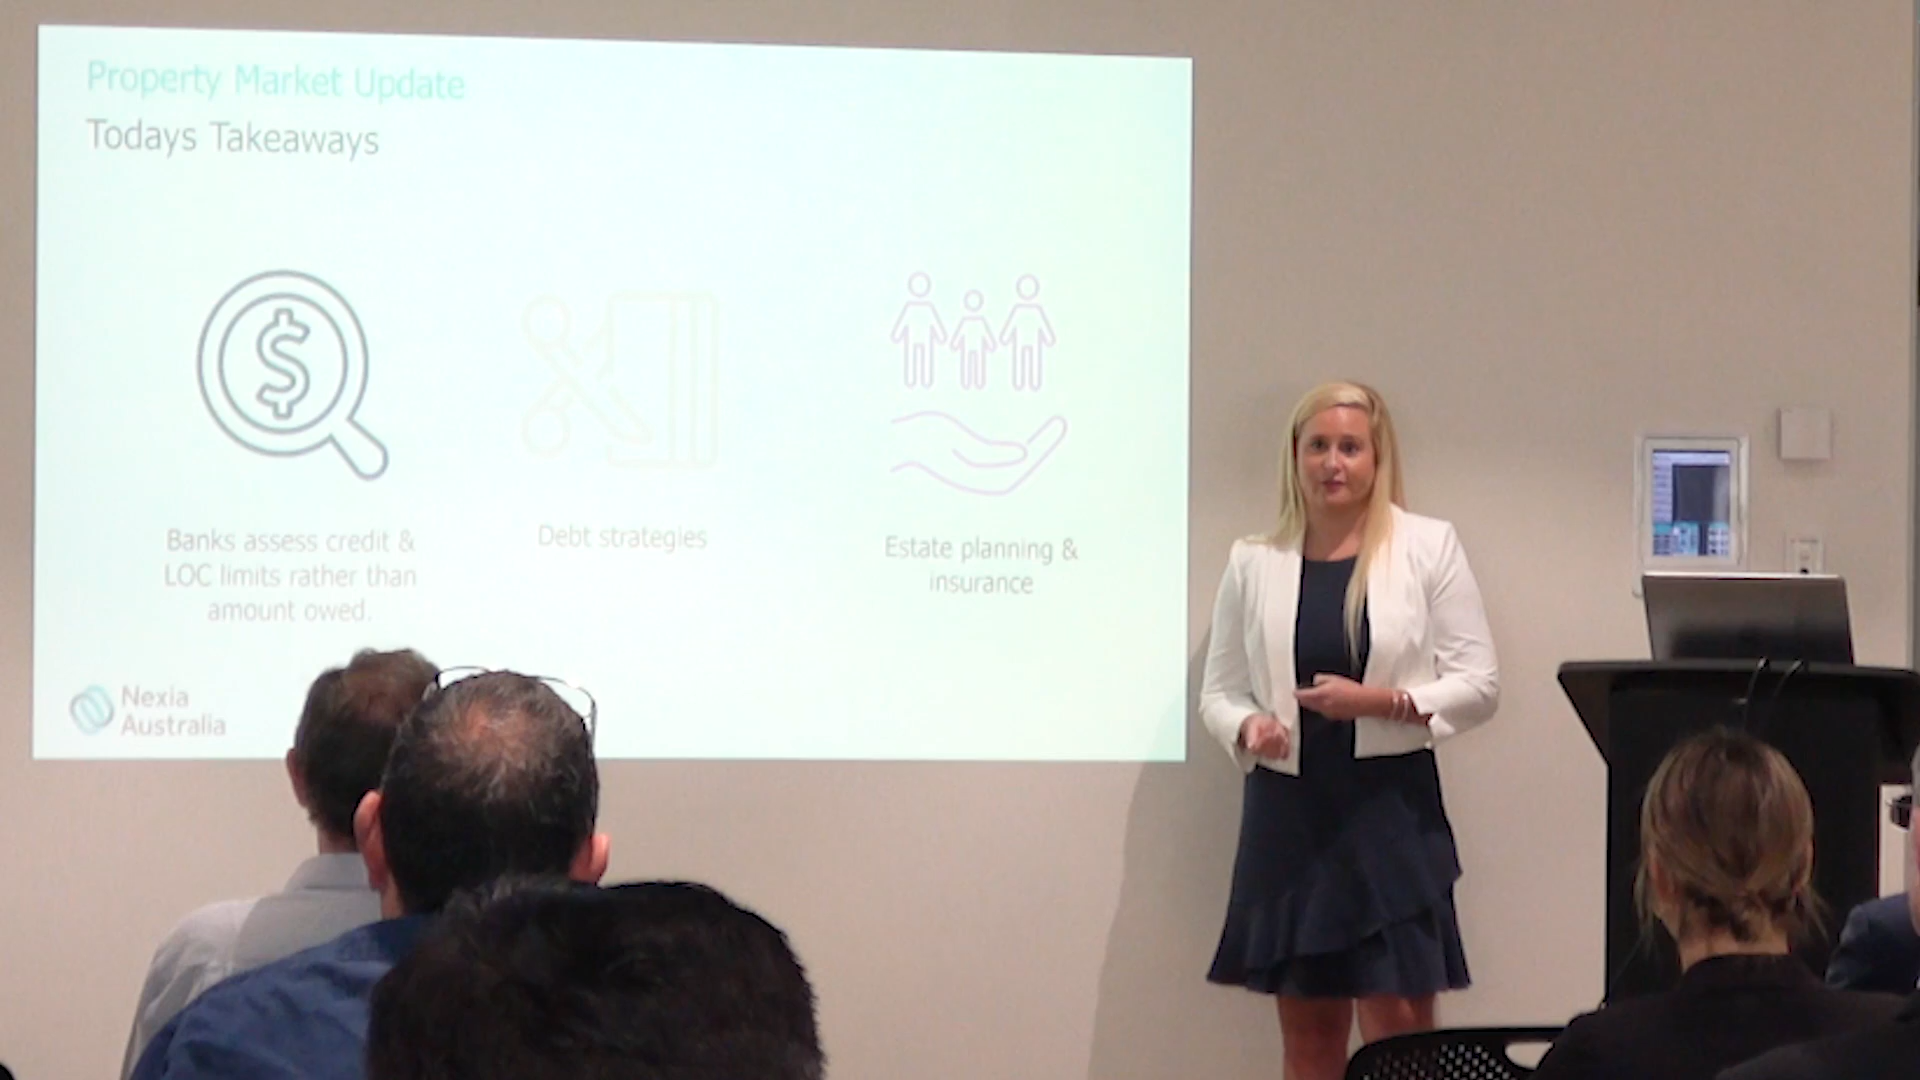 Property Market Update
Todays Takeaways
Banks assess credit &
LOC limits rather than
amount owed.
Debt strategies
Estate planning &
insurance
Nexia
Australia